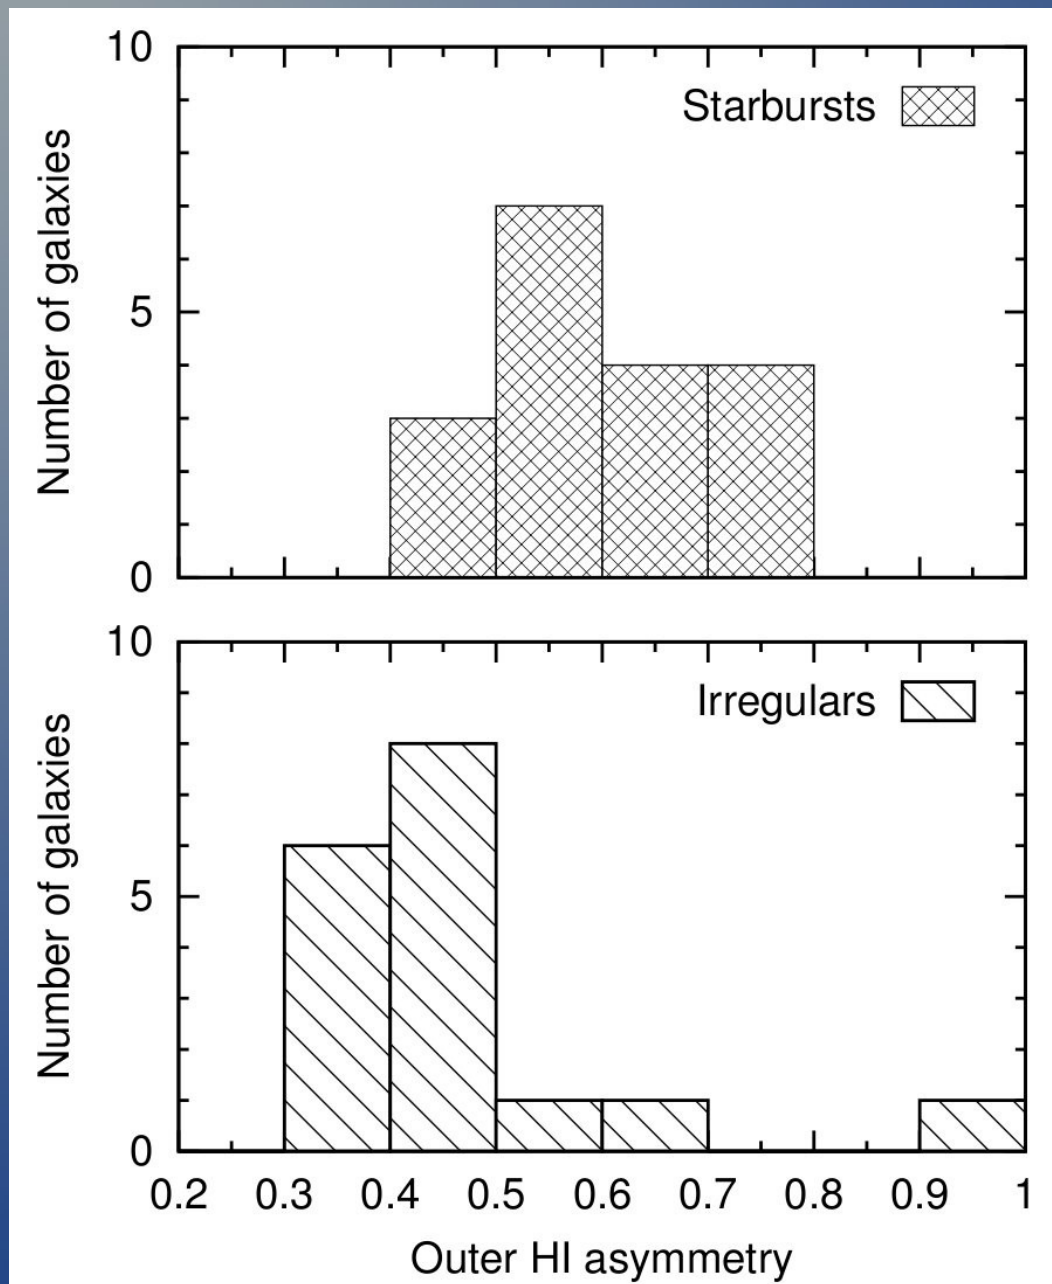 10
Starbursts
Number of galaxies
5
0
10
Irregulars
Number of galaxies
5
0
0.2 0.3 0.4 0.5 0.6 0.7 0.8 0.9 1
Outer HI asymmetry